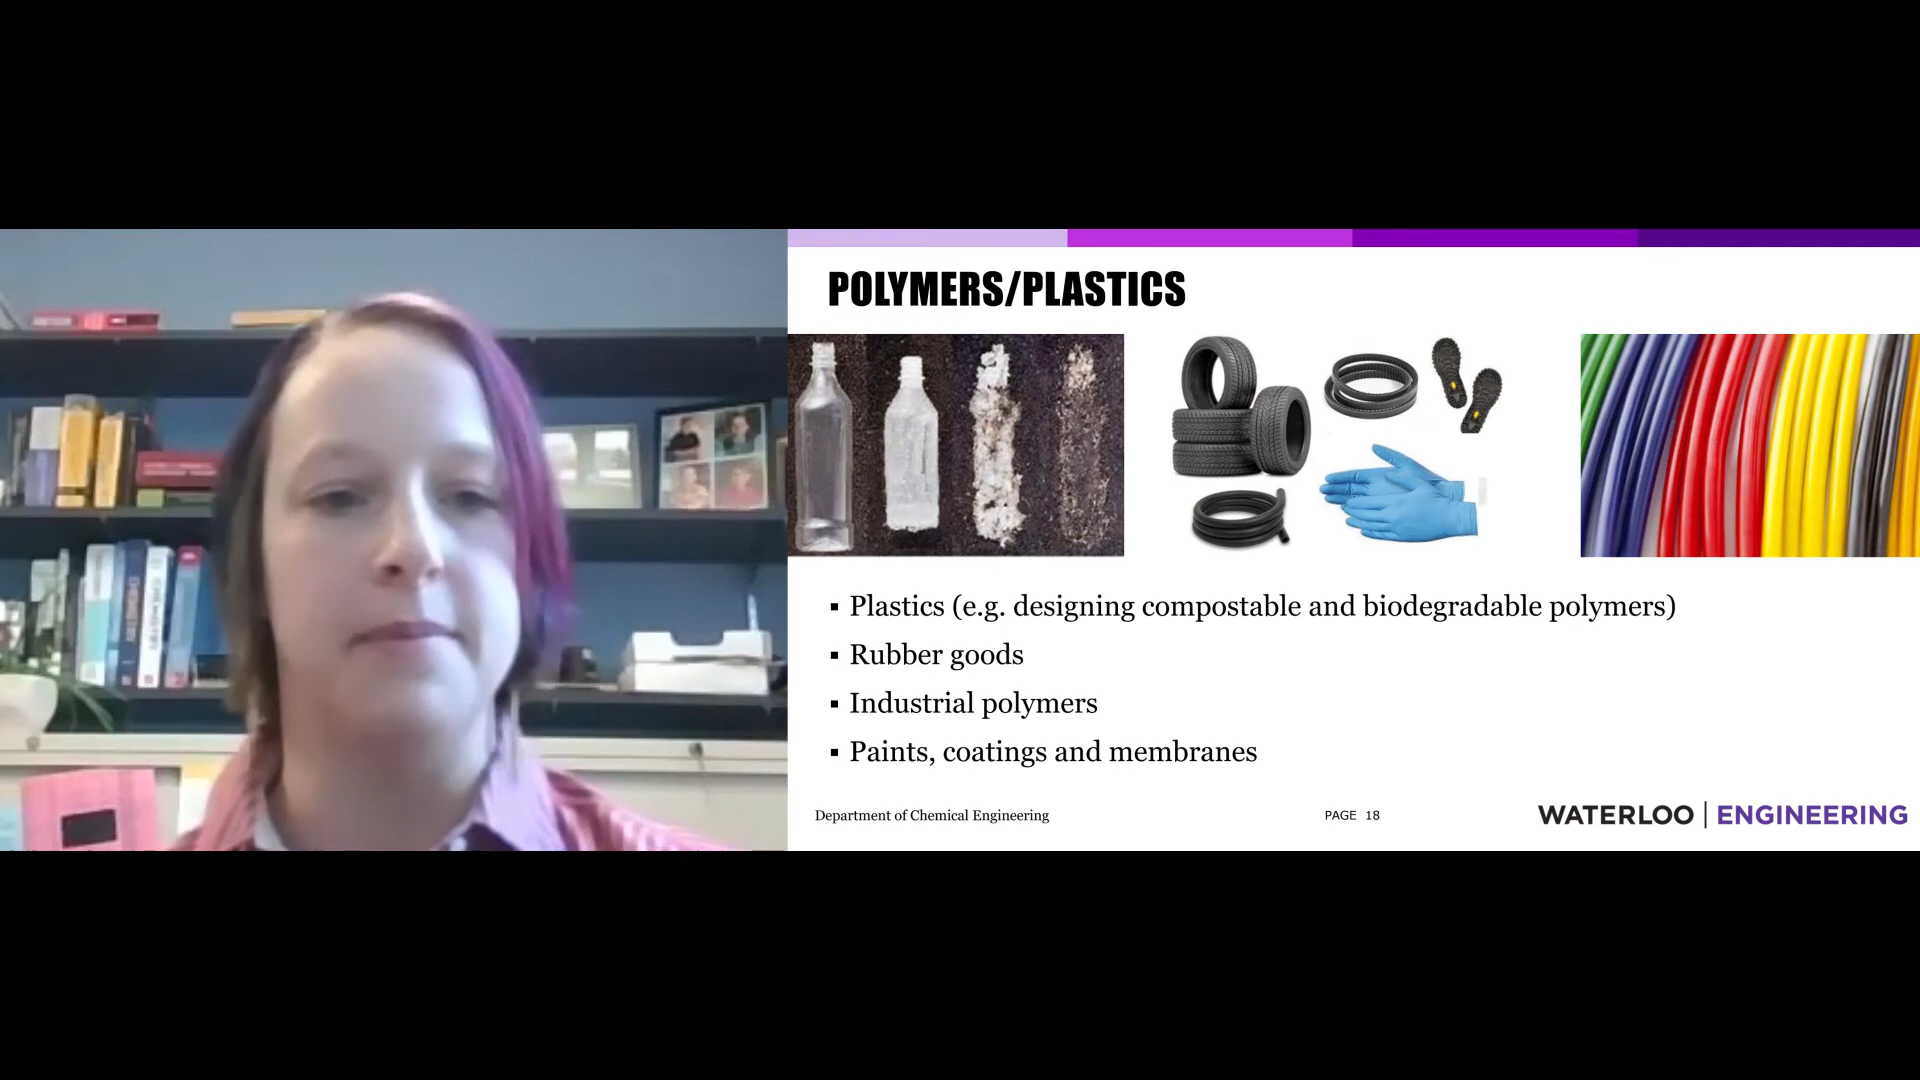 POLYMERS/PLASTICS
▪ Plastics (e.g. designing compostable and biodegradable polymers)
▪ Rubber goods
▪ Industrial polymers
▪ Paints, coatings and membranes
Department of Chemical Engineering
PAGE 18
WATERLOO | ENGINEERING